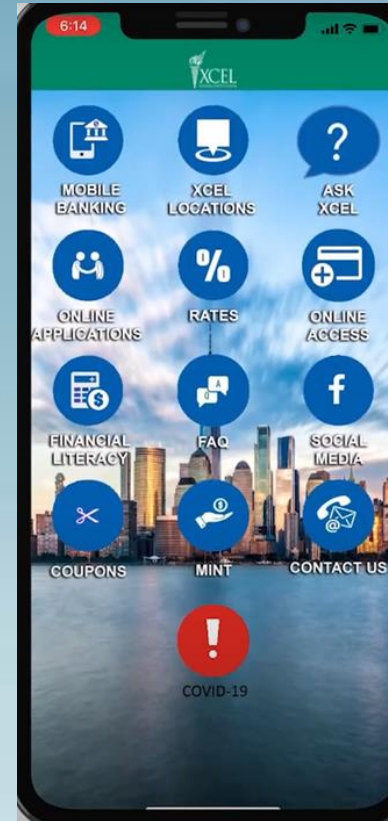 6:14
XCEL
?
MOBILE
BANKING
XCEL
LOCATIONS
ASK
XCEL
%
ONLINE
APPLICATIONS
RATES
ONLINE
ACCESS
Q A
f
FINANCIAL
LITERACY
FAQ
SOCIAL
MEDIA
COUPONS
MINT
CONTACT US
!
COVID-19